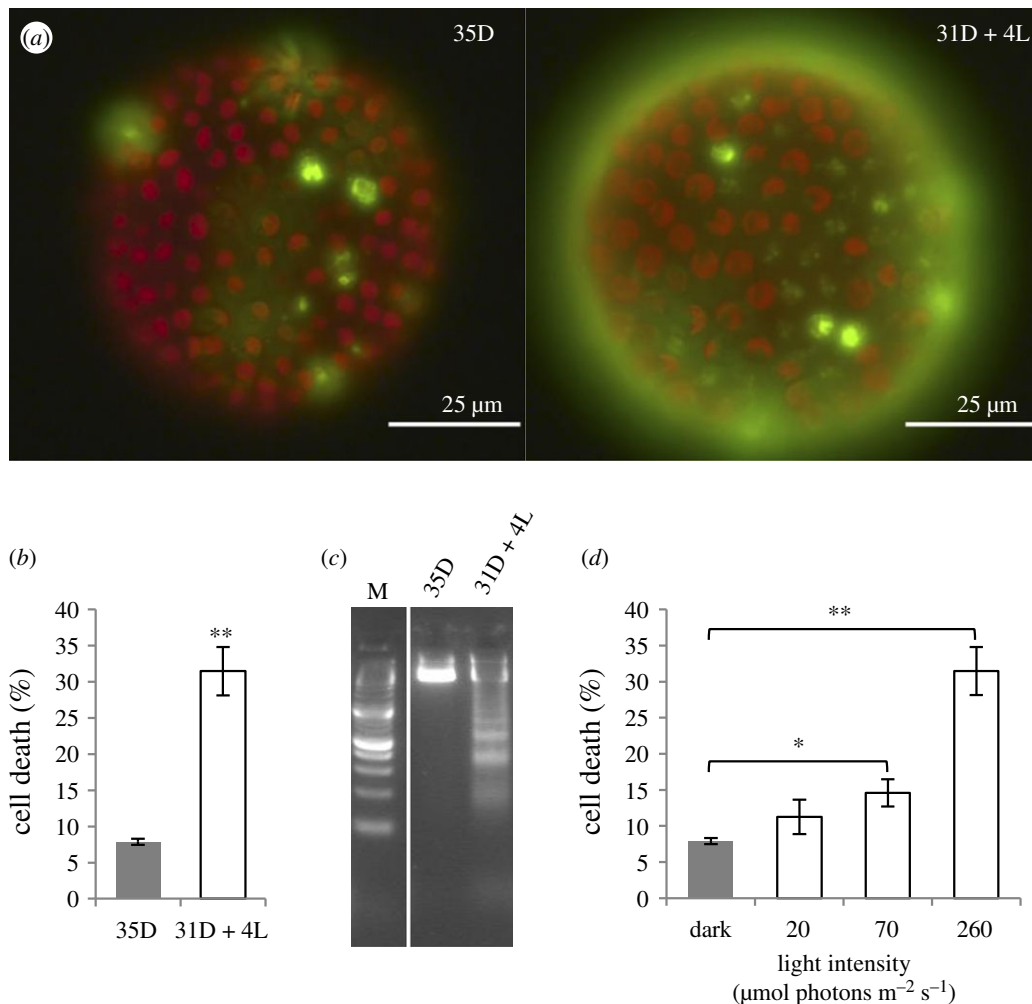 (a)
35D
31D + 4L
25 µm
25 µm
(b)
(c)
(d)
cell death (%)
40
35
30
25
20
15
10
5
0
**
35D
31D + 4L
M
35D
31D + 4L
cell death (%)
40
35
30
25
20
15
10
5
0
*
**
dark
20
70
260
light intensity
(µmol photons m⁻² s⁻¹)